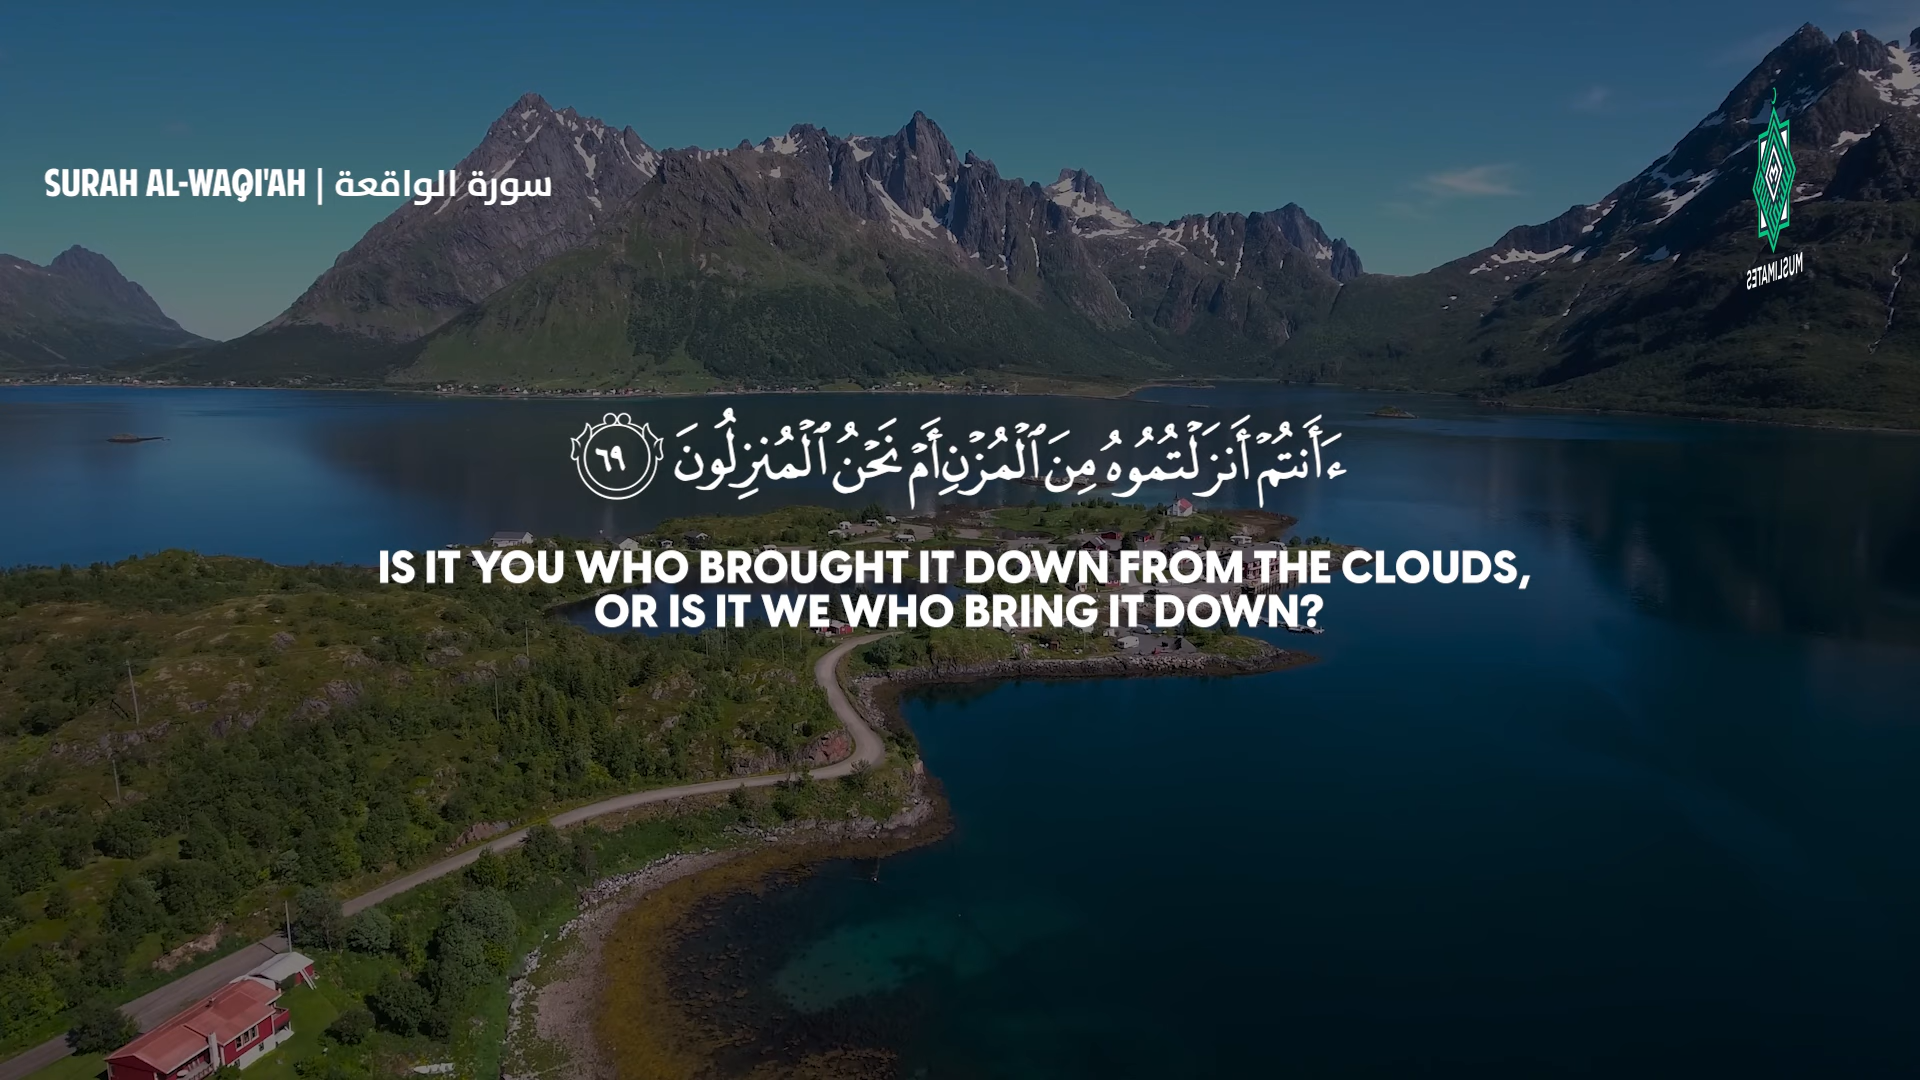 SURAH AL-WAQI'AH | سورة الواقعة
MUSLIMATES
ءَأَنتُمْ أَنزَلْتُمُوهُ مِنَ ٱلْمُزْنِ أَمْ نَحْنُ ٱلْمُنزِلُونَ ٦٩
IS IT YOU WHO BROUGHT IT DOWN FROM THE CLOUDS,
OR IS IT WE WHO BRING IT DOWN?